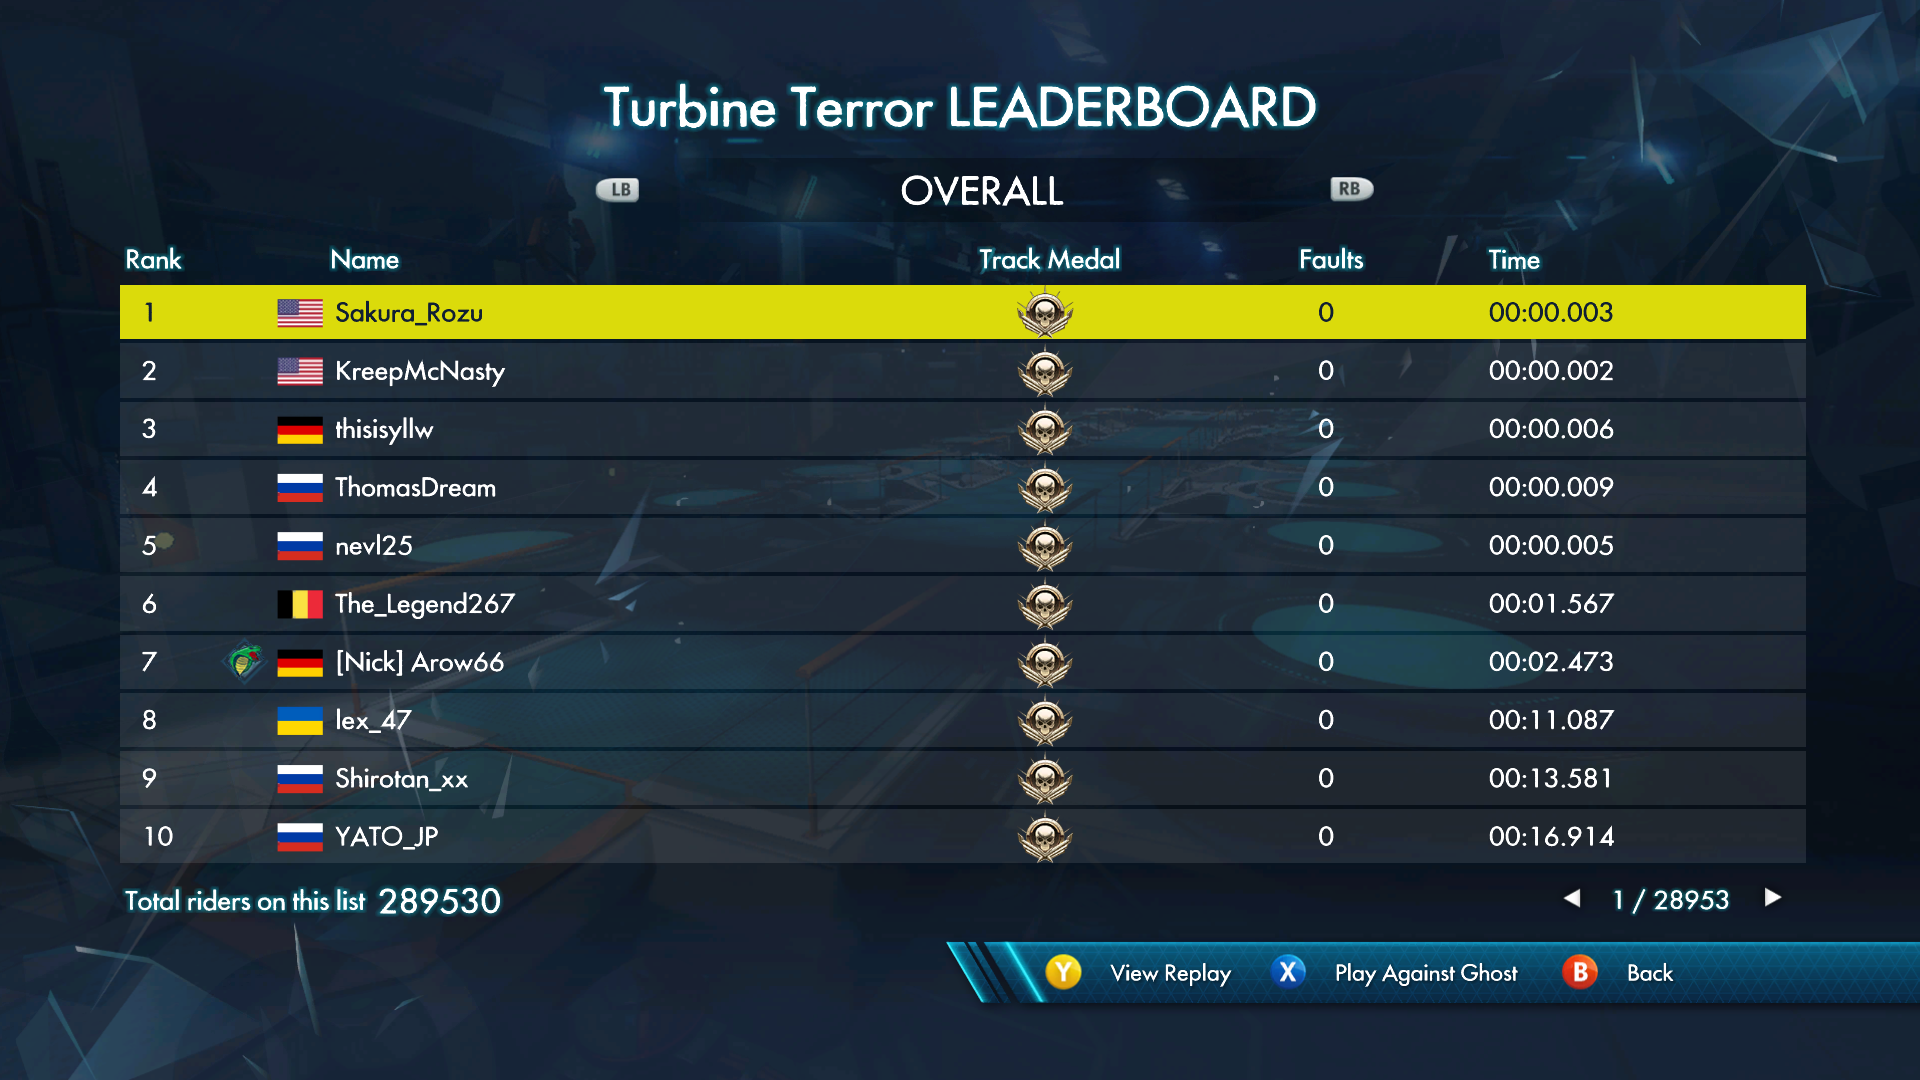 Turbine Terror LEADERBOARD
LB OVERALL RB
Rank Name Track Medal Faults Time
1 Sakura_Rozu 0 00:00.003
2 KreepMcNasty 0 00:00.002
3 thisisyllw 0 00:00.006
4 ThomasDream 0 00:00.009
5 nevl25 0 00:00.005
6 The_Legend267 0 00:01.567
7 [Nick] Arow66 0 00:02.473
8 lex_47 0 00:11.087
9 Shirotan_xx 0 00:13.581
10 YATO_JP 0 00:16.914
Total riders on this list 289530 1 / 28953
Y View Replay X Play Against Ghost B Back